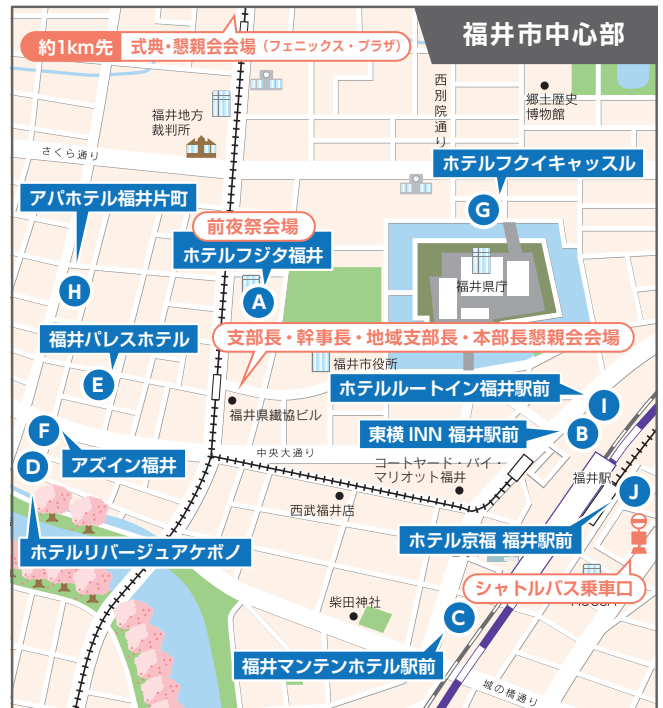 福井市中心部
約1km先 式典・懇親会会場（フェニックス・プラザ）
西別院通り
郷土歴史
博物館
福井地方
裁判所
さくら通り
ホテルフクイキャッスル
G
アパホテル福井片町
H
前夜祭会場
ホテルフジタ福井
A
福井県庁
支部長・幹事長・地域支部長・本部長懇親会会場
福井パレスホテル
E
福井市役所
ホテルルートイン福井駅前
I
福井県繊協ビル
東横 INN 福井駅前
B
F
アズイン福井
D
中央大通り
コートヤード・バイ・
マリオット福井
福井駅
J
西武福井店
ホテル京福 福井駅前
ホテルリバージュアケボノ
シャトルバス乗車口
柴田神社
C
福井マンテンホテル駅前
城の橋通り